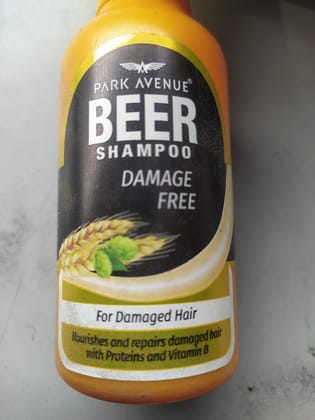 PARK AVENUE®
BEER
SHAMPOO
DAMAGE
FREE
For Damaged Hair
Nourishes and repairs damaged hair
with Proteins and Vitamin B